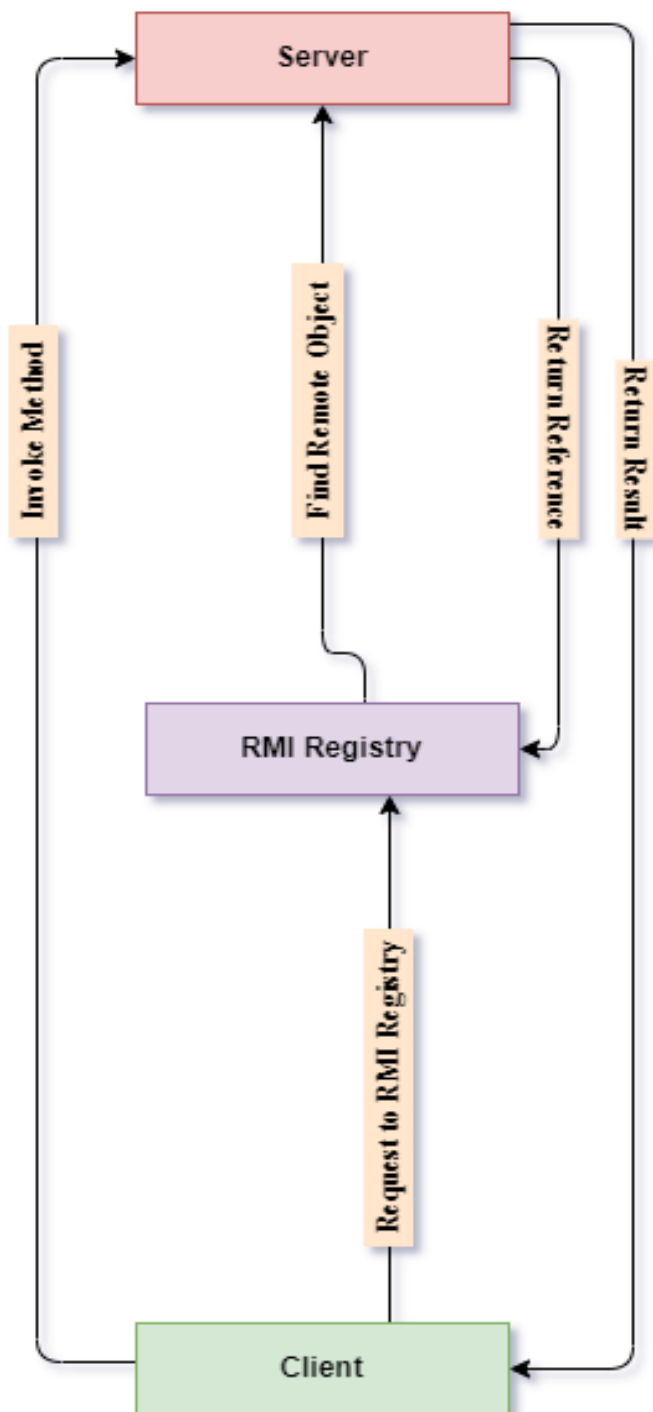 Server
Invoke Method
Find Remote Object
Return Reference
Return Result
RMI Registry
Request to RMI Registry
Client